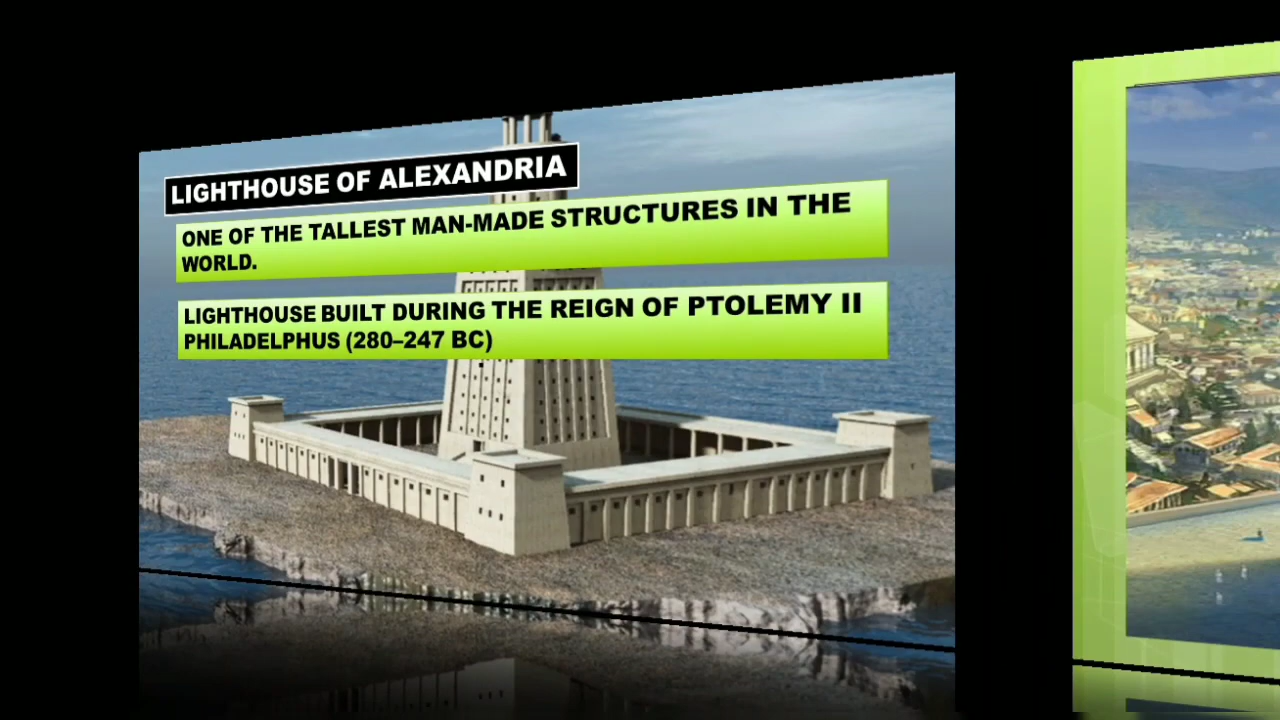 LIGHTHOUSE OF ALEXANDRIA
ONE OF THE TALLEST MAN-MADE STRUCTURES IN THE
WORLD.
LIGHTHOUSE BUILT DURING THE REIGN OF PTOLEMY II
PHILADELPHUS (280–247 BC)